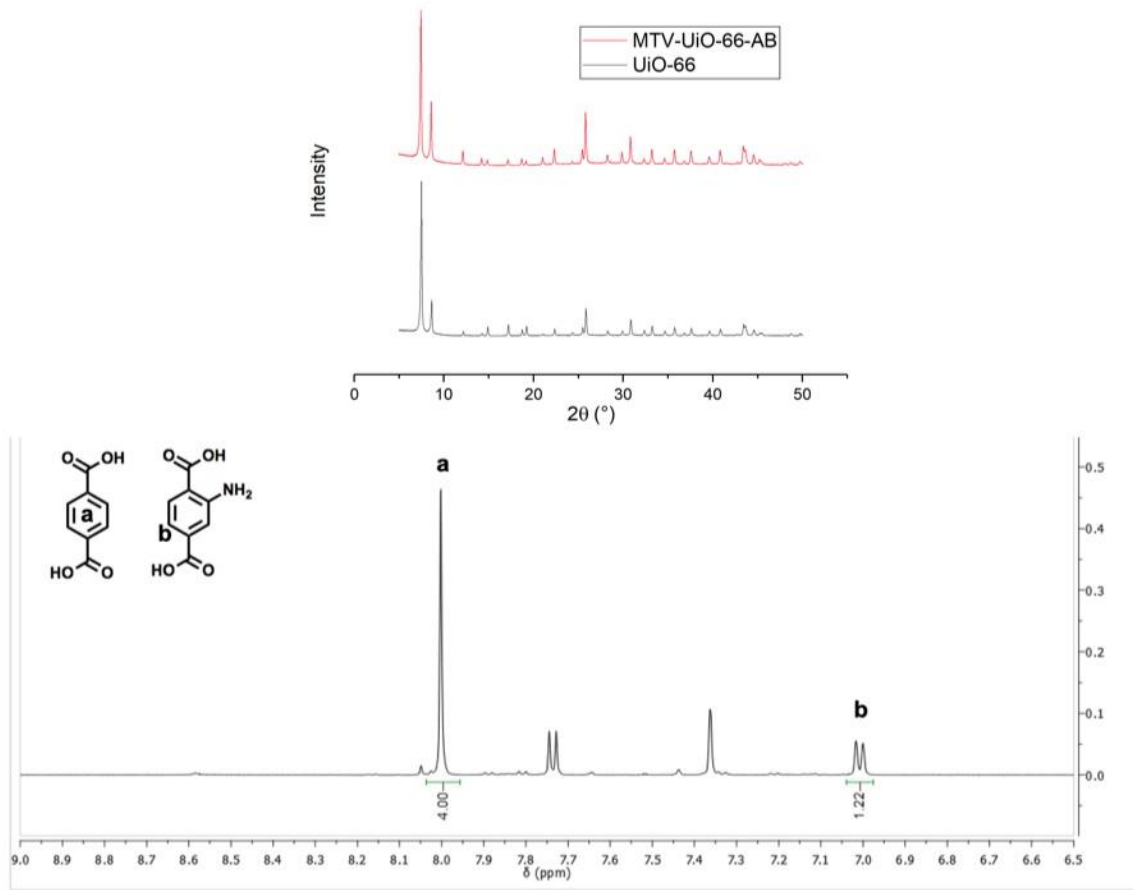 MTV-UiO-66-AB
UiO-66
Intensity
0 10 20 30 40 50
2θ (°)
a
b
O OH
a
HO O
O OH
NH2
b
HO O
0.5
0.4
0.3
0.2
0.1
0.0
4.00
1.22
9.0 8.9 8.8 8.7 8.6 8.5 8.4 8.3 8.2 8.1 8.0 7.9 7.8 7.7 7.6 7.5 7.4 7.3 7.2 7.1 7.0 6.9 6.8 6.7 6.6 6.5
δ (ppm)